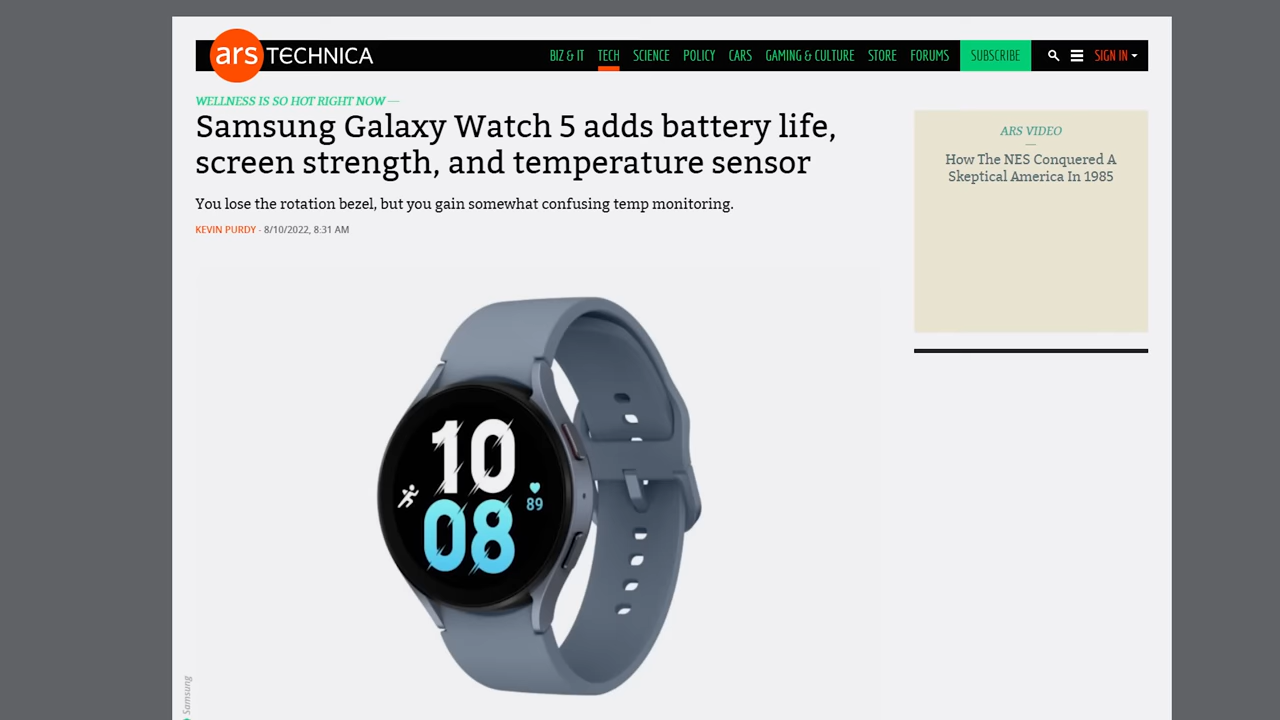 ars TECHNICA
BIZ & IT TECH SCIENCE POLICY CARS GAMING & CULTURE STORE FORUMS SUBSCRIBE SIGN IN
WELLNESS IS SO HOT RIGHT NOW —
Samsung Galaxy Watch 5 adds battery life,
screen strength, and temperature sensor
You lose the rotation bezel, but you gain somewhat confusing temp monitoring.
KEVIN PURDY - 8/10/2022, 8:31 AM
ARS VIDEO
How The NES Conquered A
Skeptical America In 1985
10
08
89
Samsung